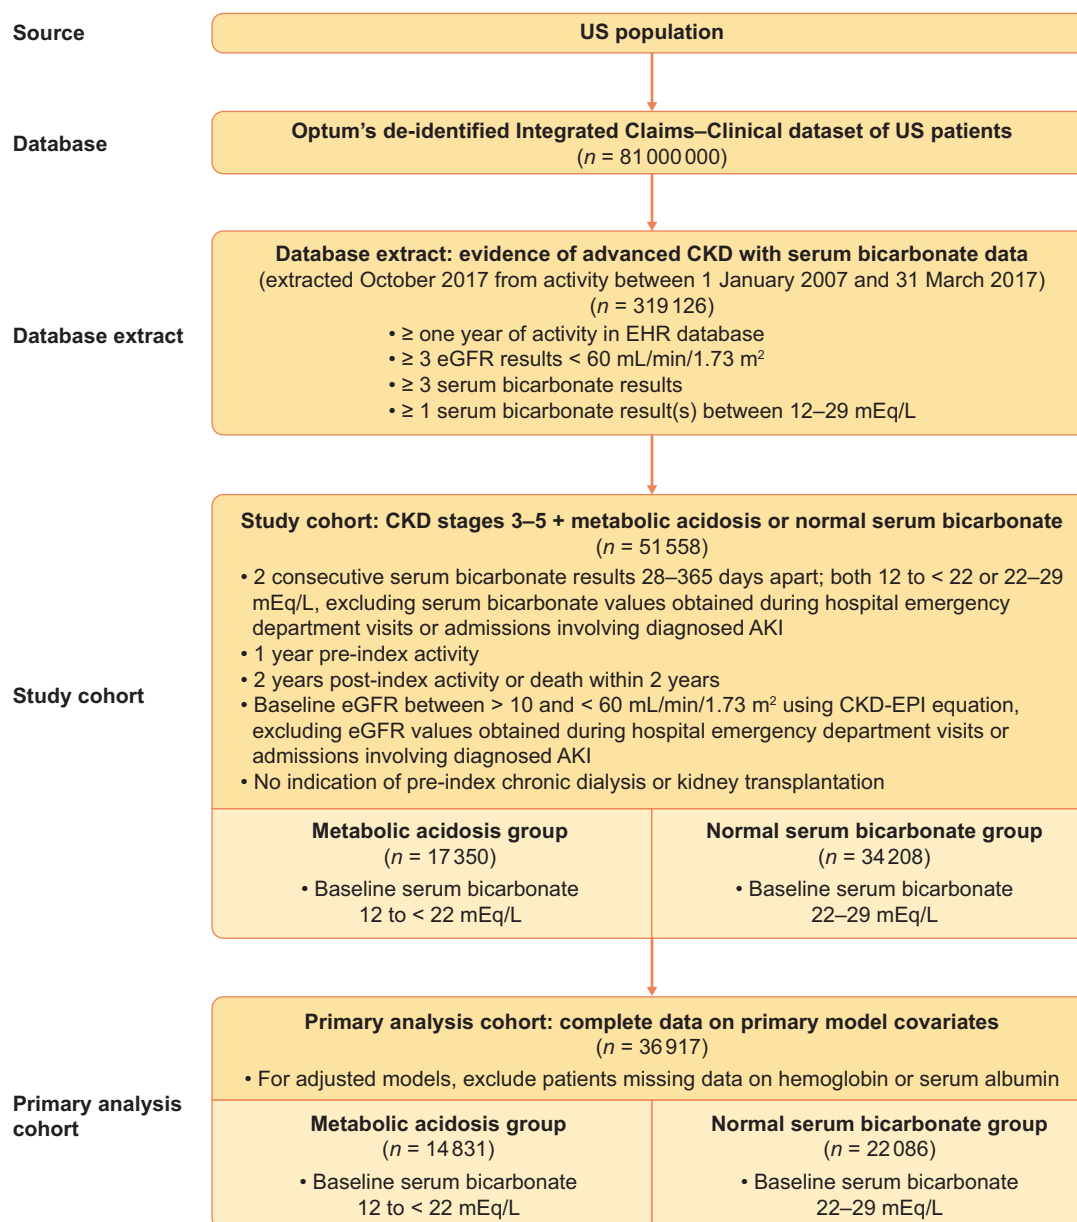 Source
US population
Database
Optum's de-identified Integrated Claims–Clinical dataset of US patients
(n = 81 000 000)
Database extract
Database extract: evidence of advanced CKD with serum bicarbonate data
(extracted October 2017 from activity between 1 January 2007 and 31 March 2017)
(n = 319 126)
• ≥ one year of activity in EHR database
• ≥ 3 eGFR results < 60 mL/min/1.73 m²
• ≥ 3 serum bicarbonate results
• ≥ 1 serum bicarbonate result(s) between 12–29 mEq/L
Study cohort
Study cohort: CKD stages 3–5 + metabolic acidosis or normal serum bicarbonate
(n = 51 558)
• 2 consecutive serum bicarbonate results 28–365 days apart; both 12 to < 22 or 22–29
mEq/L, excluding serum bicarbonate values obtained during hospital emergency
department visits or admissions involving diagnosed AKI
• 1 year pre-index activity
• 2 years post-index activity or death within 2 years
• Baseline eGFR between > 10 and < 60 mL/min/1.73 m² using CKD-EPI equation,
excluding eGFR values obtained during hospital emergency department visits or
admissions involving diagnosed AKI
• No indication of pre-index chronic dialysis or kidney transplantation
Metabolic acidosis group
(n = 17 350)
• Baseline serum bicarbonate
12 to < 22 mEq/L
Normal serum bicarbonate group
(n = 34 208)
• Baseline serum bicarbonate
22–29 mEq/L
Primary analysis
cohort
Primary analysis cohort: complete data on primary model covariates
(n = 36 917)
• For adjusted models, exclude patients missing data on hemoglobin or serum albumin
Metabolic acidosis group
(n = 14 831)
• Baseline serum bicarbonate
12 to < 22 mEq/L
Normal serum bicarbonate group
(n = 22 086)
• Baseline serum bicarbonate
22–29 mEq/L